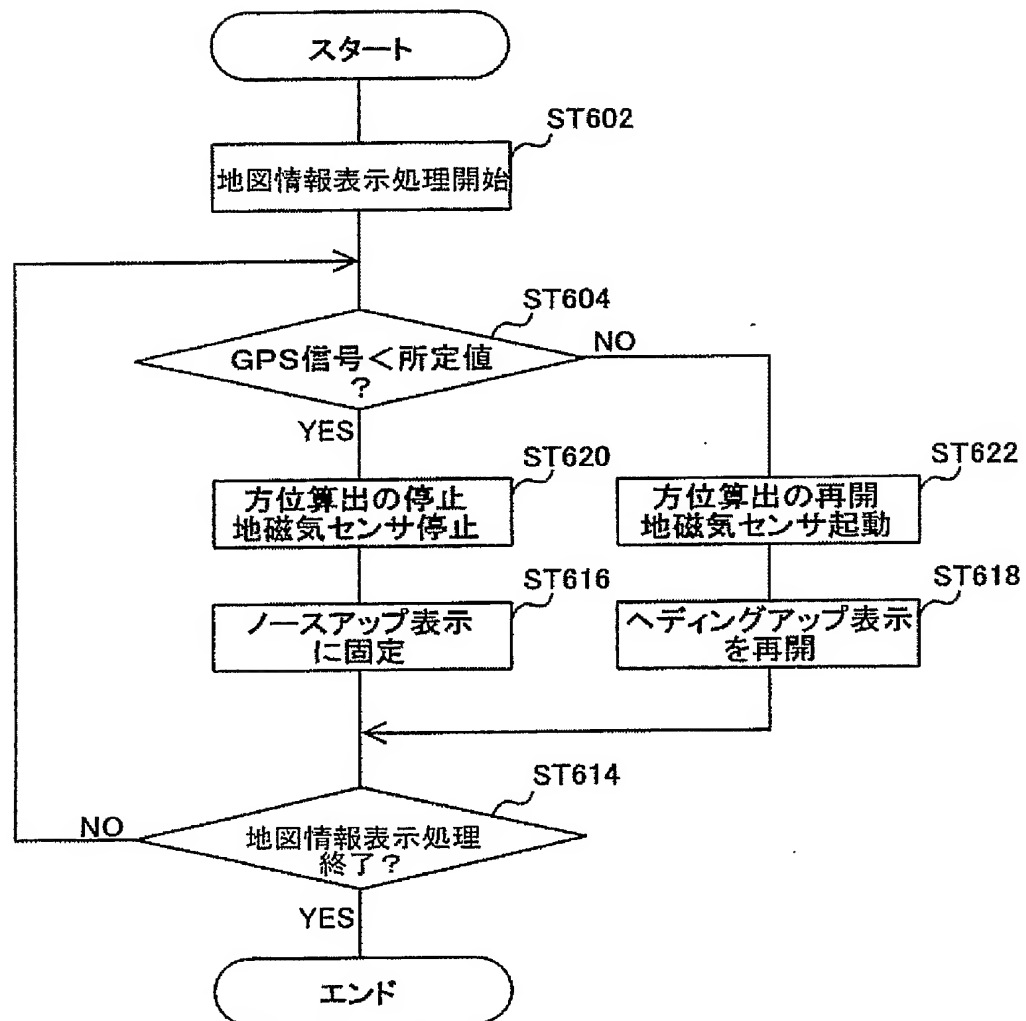 スタート
ST602
地図情報表示処理開始
ST604
GPS信号<所定値
?
NO
YES
ST620
方位算出の停止
地磁気センサ停止
ST622
方位算出の再開
地磁気センサ起動
ST616
ノースアップ表示
に固定
ST618
ヘディングアップ表示
を再開
ST614
地図情報表示処理
終了?
NO
YES
エンド